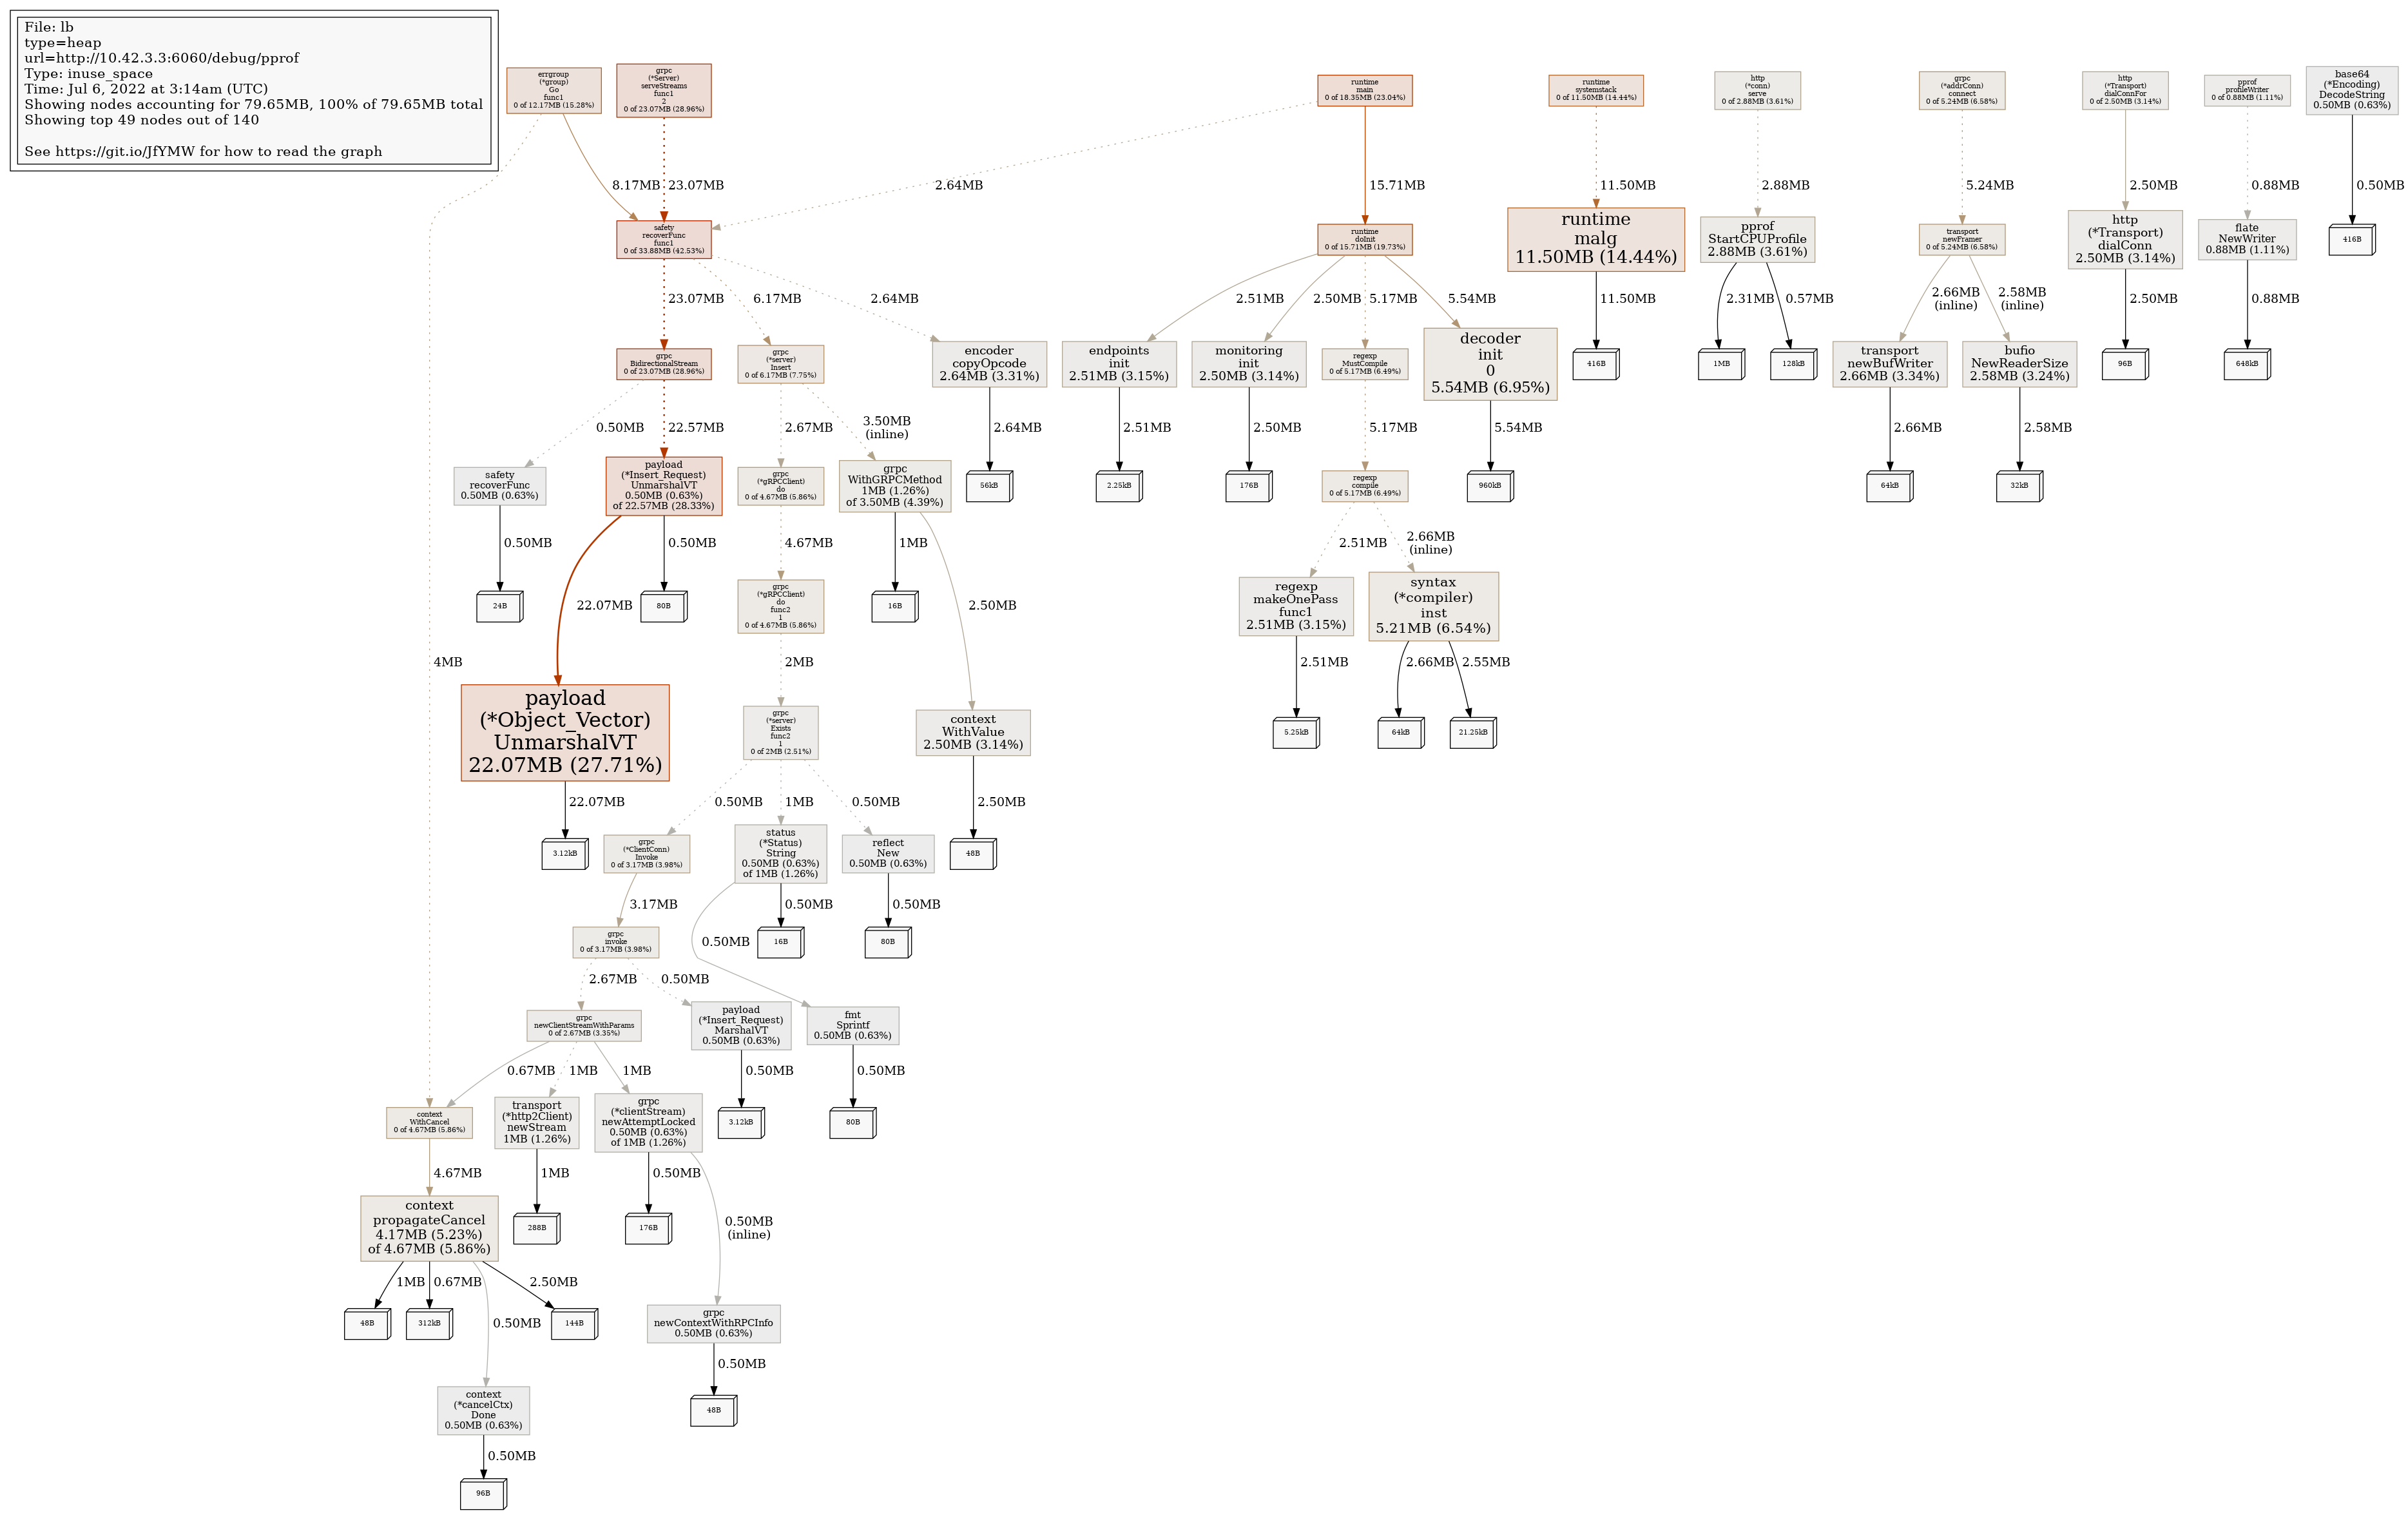 File: lb
type=heap
url=http://10.42.3.3:6060/debug/pprof
Type: inuse_space
Time: Jul 6, 2022 at 3:14am (UTC)
Showing nodes accounting for 79.65MB, 100% of 79.65MB total
Showing top 49 nodes out of 140
See https://git.io/JfYMW for how to read the graph
errgroup
(*group)
Go
func1
0 of 12.17MB (15.28%)
grpc
(*Server)
serveStreams
func1
2
0 of 23.07MB (28.96%)
runtime
main
0 of 18.35MB (23.04%)
runtime
systemstack
0 of 11.50MB (14.44%)
http
(*conn)
serve
0 of 2.88MB (3.61%)
grpc
(*addrConn)
connect
0 of 5.24MB (6.58%)
http
(*Transport)
dialConnFor
0 of 2.50MB (3.14%)
pprof
profileWriter
0 of 0.88MB (1.11%)
base64
(*Encoding)
DecodeString
0.50MB (0.63%)
8.17MB
23.07MB
2.64MB
15.71MB
11.50MB
2.88MB
5.24MB
2.50MB
0.88MB
0.50MB
safety
recoverFunc
func1
0 of 33.88MB (42.53%)
runtime
doInit
0 of 15.71MB (19.73%)
runtime
malg
11.50MB (14.44%)
pprof
StartCPUProfile
2.88MB (3.61%)
transport
newFramer
0 of 5.24MB (6.58%)
http
(*Transport)
dialConn
2.50MB (3.14%)
flate
NewWriter
0.88MB (1.11%)
416B
23.07MB
6.17MB
2.64MB
2.51MB
2.50MB
5.17MB
5.54MB
11.50MB
2.31MB
0.57MB
2.66MB
(inline)
2.58MB
(inline)
2.50MB
0.88MB
grpc
BidirectionalStream
0 of 23.07MB (28.96%)
grpc
(*server)
Insert
0 of 6.17MB (7.75%)
encoder
copyOpcode
2.64MB (3.31%)
endpoints
init
2.51MB (3.15%)
monitoring
init
2.50MB (3.14%)
regexp
MustCompile
0 of 5.17MB (6.49%)
decoder
init
0
5.54MB (6.95%)
416B
1MB
128kB
transport
newBufWriter
2.66MB (3.34%)
bufio
NewReaderSize
2.58MB (3.24%)
96B
648kB
0.50MB
22.57MB
2.67MB
3.50MB
(inline)
2.64MB
2.51MB
2.50MB
5.17MB
5.54MB
2.66MB
2.58MB
safety
recoverFunc
0.50MB (0.63%)
payload
(*Insert_Request)
UnmarshalVT
0.50MB (0.63%)
of 22.57MB (28.33%)
grpc
(*gRPCClient)
do
0 of 4.67MB (5.86%)
grpc
WithGRPCMethod
1MB (1.26%)
of 3.50MB (4.39%)
56kB
2.25kB
176B
regexp
compile
0 of 5.17MB (6.49%)
960kB
64kB
32kB
0.50MB
0.50MB
4.67MB
1MB
2.51MB
2.66MB
(inline)
24B
22.07MB
80B
grpc
(*gRPCClient)
do
func2
1
0 of 4.67MB (5.86%)
16B
2.50MB
regexp
makeOnePass
func1
2.51MB (3.15%)
syntax
(*compiler)
inst
5.21MB (6.54%)
4MB
2MB
2.51MB
2.66MB
2.55MB
payload
(*Object_Vector)
UnmarshalVT
22.07MB (27.71%)
grpc
(*server)
Exists
func2
1
0 of 2MB (2.51%)
context
WithValue
2.50MB (3.14%)
5.25kB
64kB
21.25kB
22.07MB
0.50MB
1MB
0.50MB
2.50MB
3.12kB
grpc
(*ClientConn)
Invoke
0 of 3.17MB (3.98%)
status
(*Status)
String
0.50MB (0.63%)
of 1MB (1.26%)
reflect
New
0.50MB (0.63%)
48B
3.17MB
0.50MB
0.50MB
0.50MB
grpc
invoke
0 of 3.17MB (3.98%)
16B
80B
2.67MB
0.50MB
grpc
newClientStreamWithParams
0 of 2.67MB (3.35%)
payload
(*Insert_Request)
MarshalVT
0.50MB (0.63%)
fmt
Sprintf
0.50MB (0.63%)
0.67MB
1MB
1MB
0.50MB
0.50MB
context
WithCancel
0 of 4.67MB (5.86%)
transport
(*http2Client)
newStream
1MB (1.26%)
grpc
(*clientStream)
newAttemptLocked
0.50MB (0.63%)
of 1MB (1.26%)
3.12kB
80B
4.67MB
1MB
0.50MB
context
propagateCancel
4.17MB (5.23%)
of 4.67MB (5.86%)
288B
176B
0.50MB
(inline)
1MB
0.67MB
0.50MB
2.50MB
48B
312kB
144B
grpc
newContextWithRPCInfo
0.50MB (0.63%)
0.50MB
context
(*cancelCtx)
Done
0.50MB (0.63%)
48B
0.50MB
96B